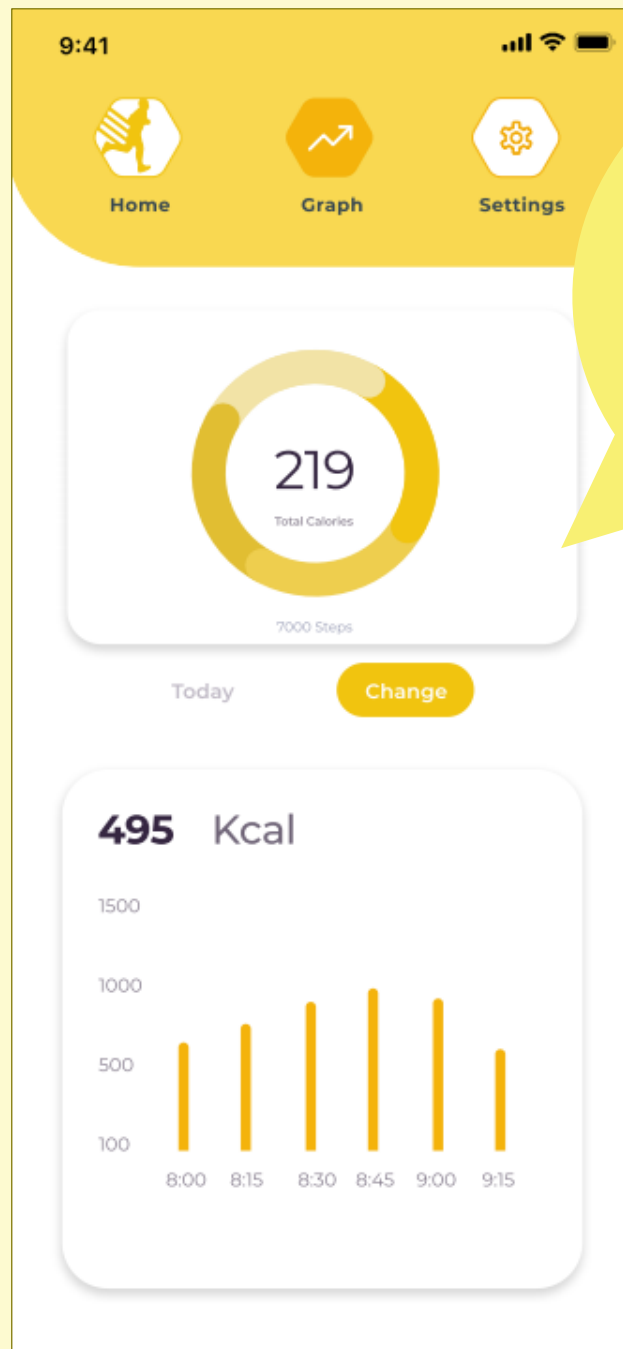 9:41
Home Graph Settings
219
Total Calories
7000 Steps
Today Change
495 Kcal
1500
1000
500
100
8:00 8:15 8:30 8:45 9:00 9:15